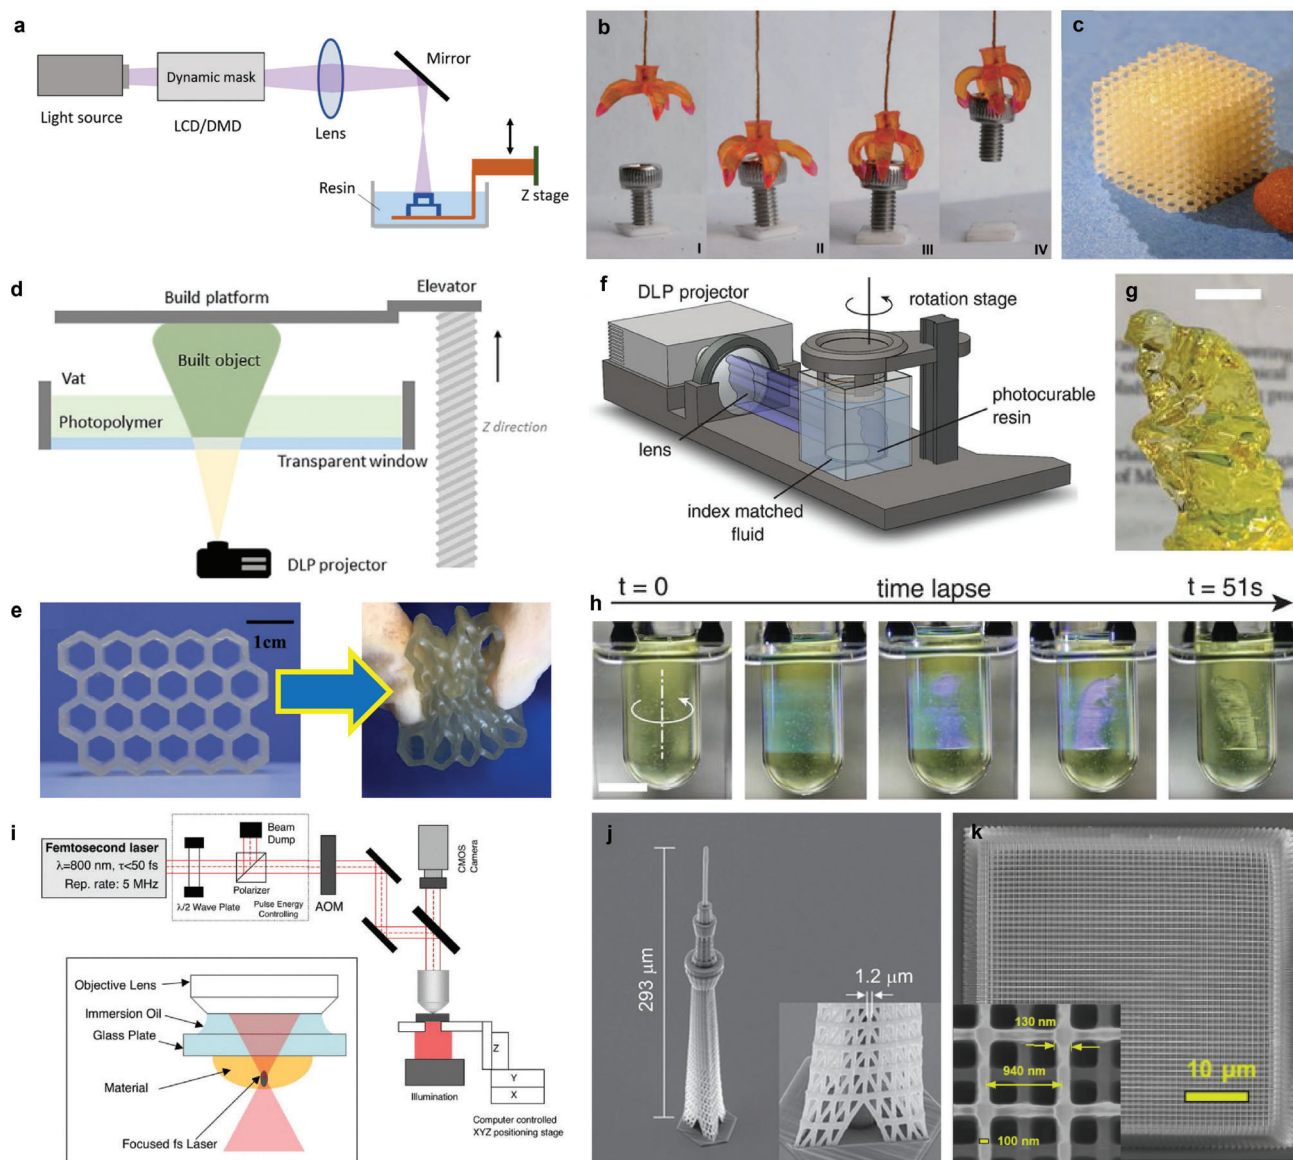 a
Light source
Dynamic mask
LCD/DMD
Lens
Mirror
Resin
Z stage
b
I
II
III
IV
c
d
Build platform
Elevator
Built object
Vat
Photopolymer
Z direction
Transparent window
DLP projector
e
1cm
f
DLP projector
rotation stage
photocurable
resin
lens
index matched
fluid
g
h
t = 0
time lapse
t = 51s
i
Femtosecond laser
λ=800 nm, τ<50 fs
Rep. rate: 5 MHz
Beam
Dump
Polarizer
λ/2 Wave Plate
Pulse Energy
Controlling
AOM
CMOS
Camera
Objective Lens
Immersion Oil
Glass Plate
Material
Focused fs Laser
Illumination
Z
Y
X
Computer controlled
XYZ positioning stage
j
293 μm
1.2 μm
k
130 nm
940 nm
100 nm
10 μm